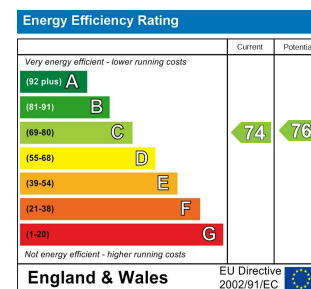 Energy Efficiency Rating
Current Potentia
Very energy efficient - lower running costs
(92 plus) A
(81-91) B
(69-80) C 74 76
(55-68) D
(39-54) E
(21-38) F
(1-20) G
Not energy efficient - higher running costs
England & Wales
EU Directive
2002/91/EC